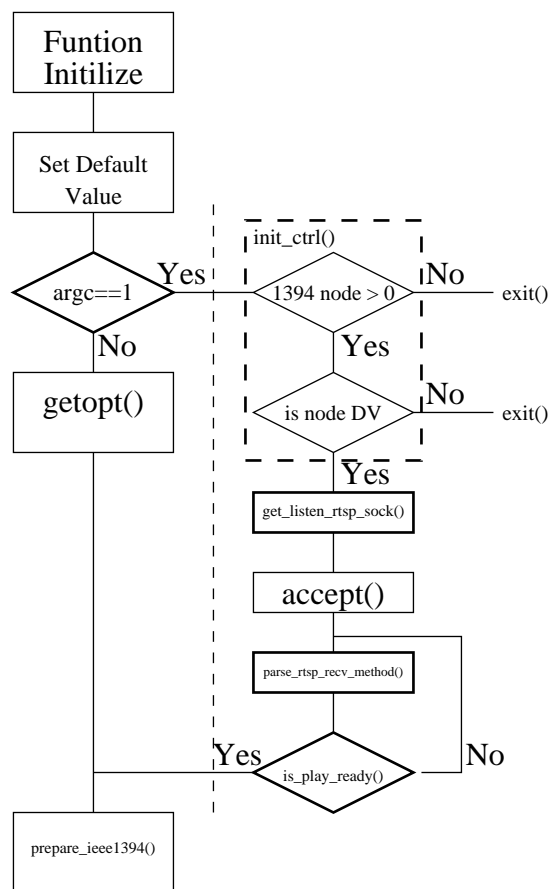 Funtion
Initilize
Set Default
Value
init_ctrl()
argc==1
Yes
1394 node > 0
No
exit()
No
Yes
getopt()
is node DV
No
exit()
Yes
get_listen_rtsp_sock()
accept()
parse_rtsp_recv_method()
Yes
is_play_ready()
No
prepare_ieee1394()